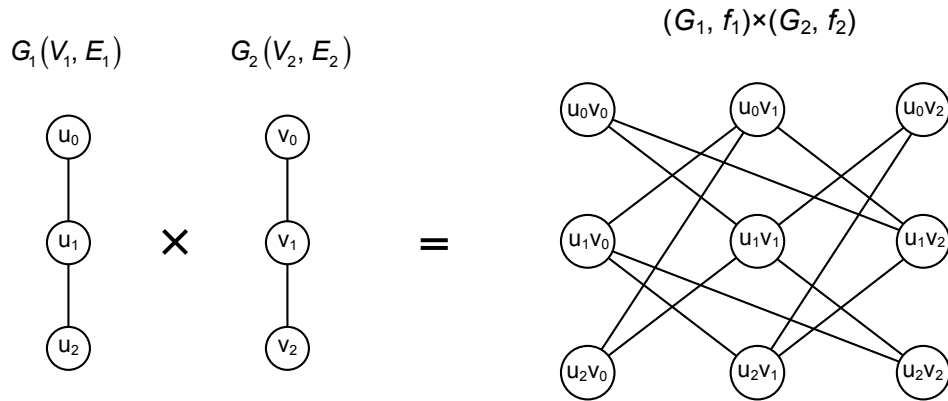 (G₁, f₁)×(G₂, f₂)
G₁(V₁, E₁) G₂(V₂, E₂)
u₀ v₀ u₀v₀ u₀v₁ u₀v₂
u₁ × v₁ = u₁v₀ u₁v₁ u₁v₂
u₂ v₂ u₂v₀ u₂v₁ u₂v₂